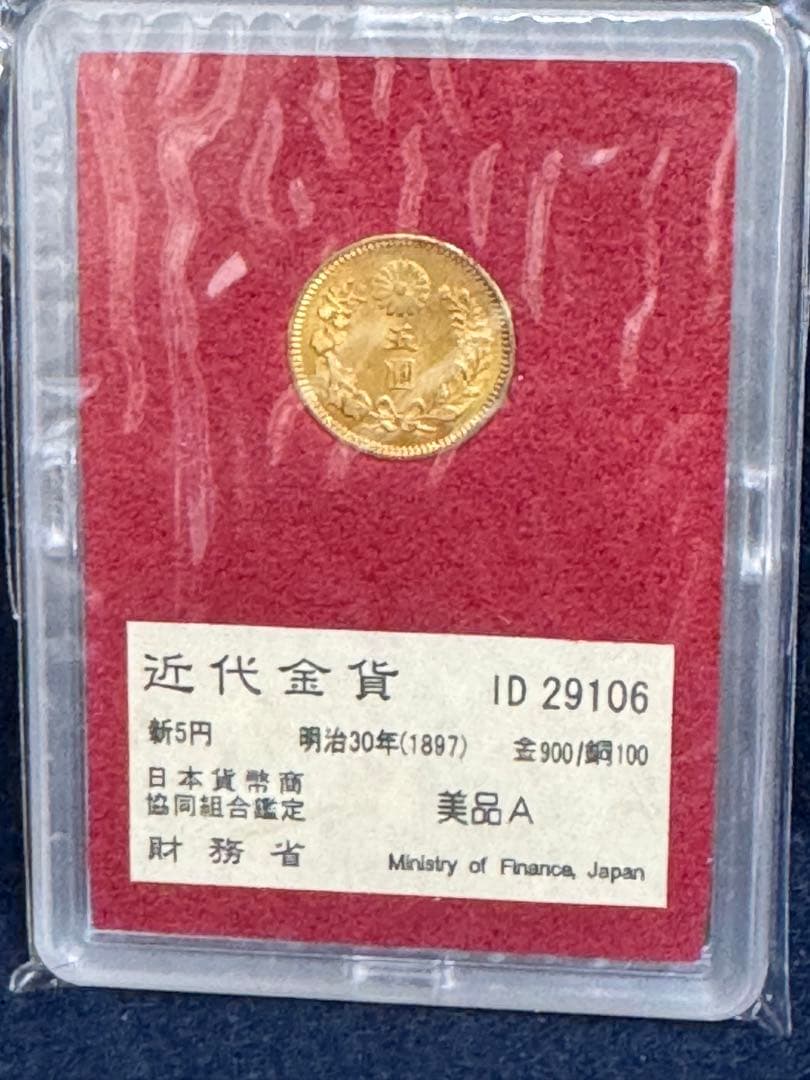 五
圓
近代金貨 ID 29106
新5円 明治30年(1897) 金900/銅100
日本貨幣商
協同組合鑑定 美品A
財務省 Ministry of Finance, Japan